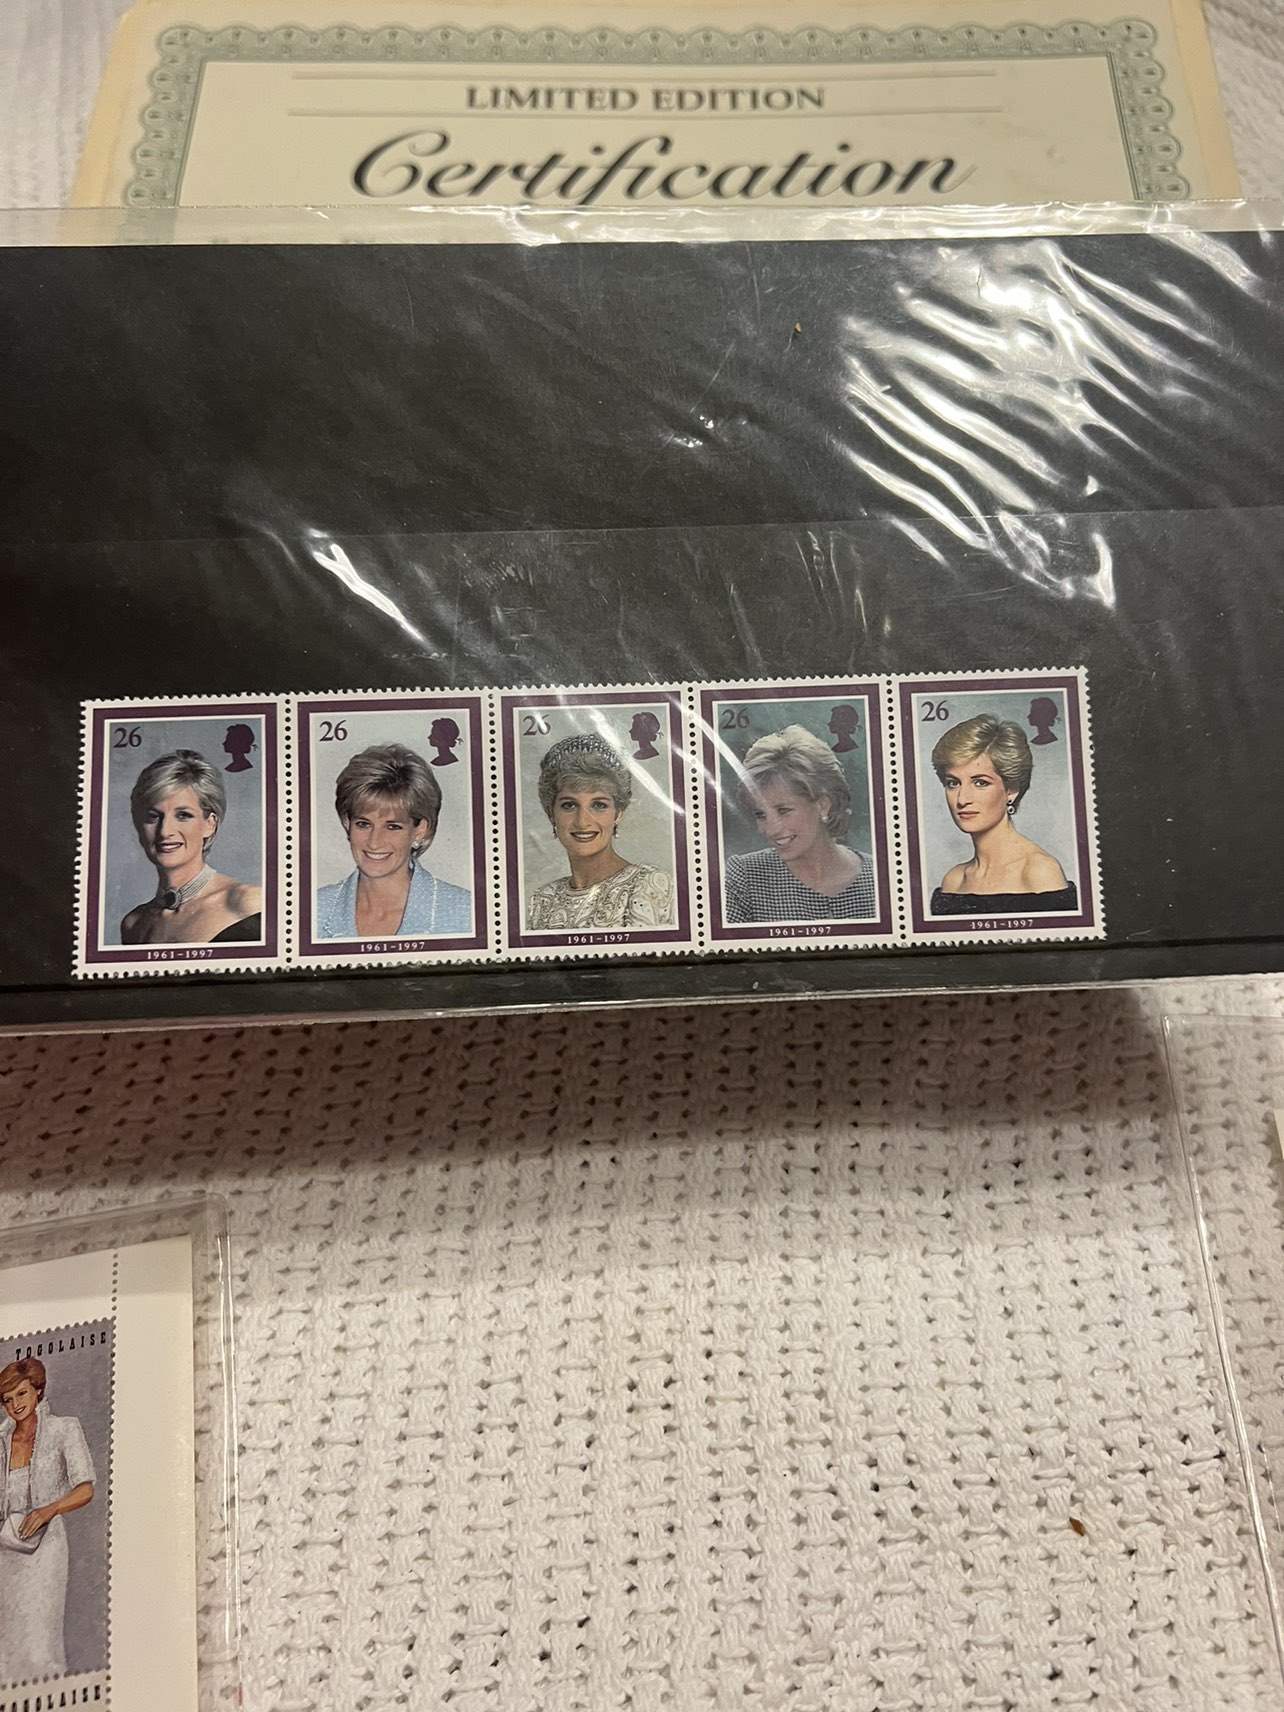 LIMITED EDITION
Certification
26 26 26 26 26
1961-1997 1961-1997 1961-1997 1961-1997 1961-1997
TOGOLAISE
TOGOLAISE